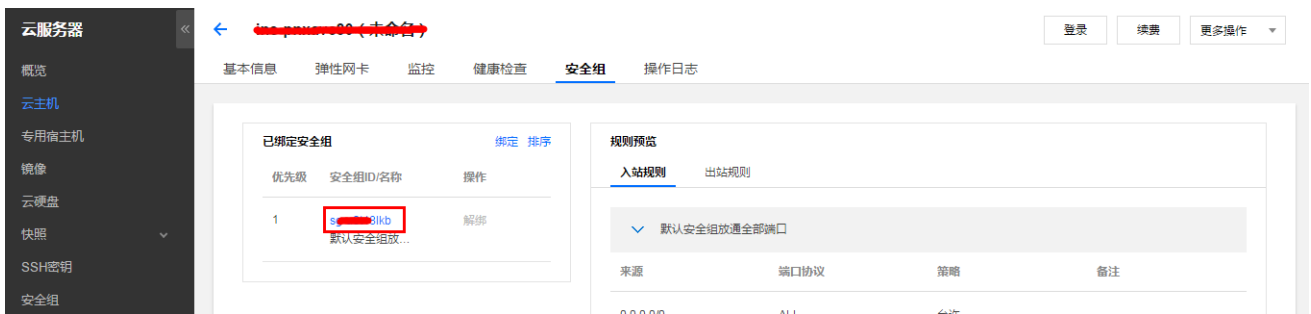 云服务器
«
概览
云主机
专用宿主机
镜像
云硬盘
快照
SSH密钥
安全组
登录 续费 更多操作
基本信息 弹性网卡 监控 健康检查 安全组 操作日志
已绑定安全组 绑定 排序
优先级 安全组ID/名称 操作
1 8lkb 解绑
默认安全组放...
规则预览
入站规则 出站规则
默认安全组放通全部端口
来源 端口协议 策略 备注